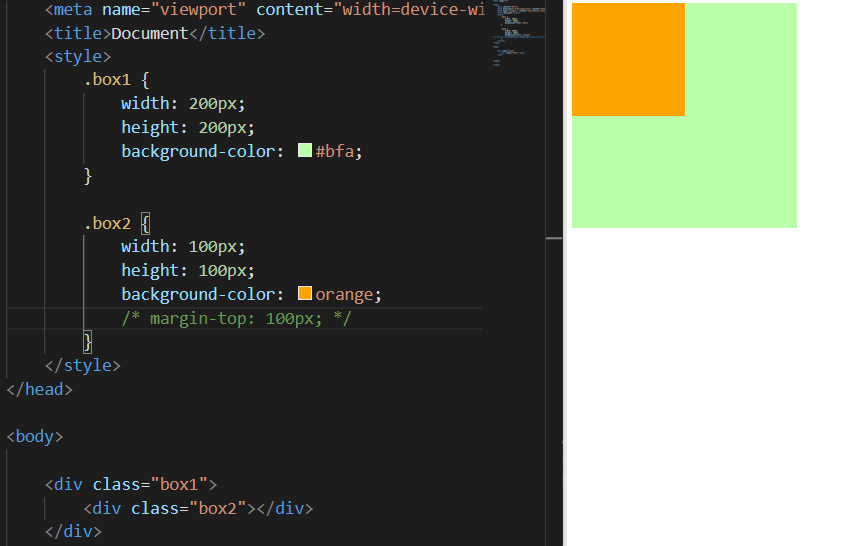 <meta name="viewport" content="width=device-wi
<title>Document</title>
<style>
.box1 {
width: 200px;
height: 200px;
background-color: #bfa;
}
.box2 {
width: 100px;
height: 100px;
background-color: orange;
/* margin-top: 100px; */
}
</style>
</head>
<body>
<div class="box1">
<div class="box2"></div>
</div>